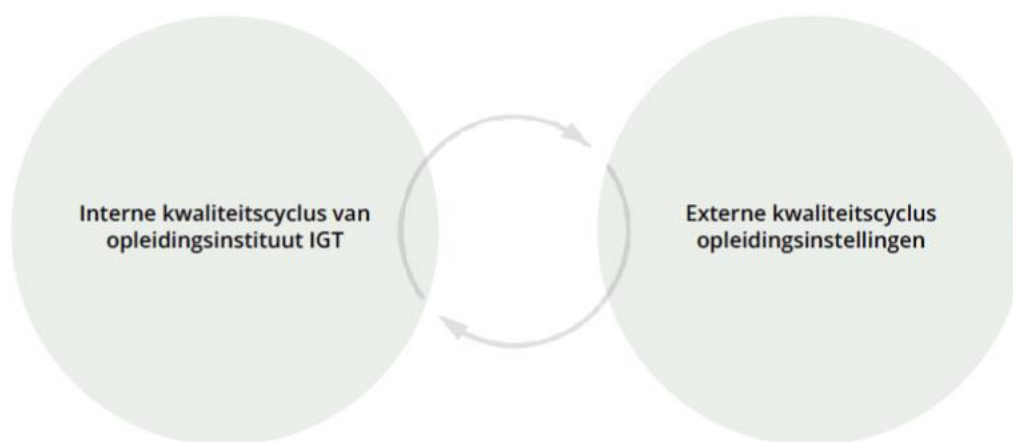 Interne kwaliteitscyclus van
opleidingsinstituut IGT
Externe kwaliteitscyclus
opleidingsinstellingen